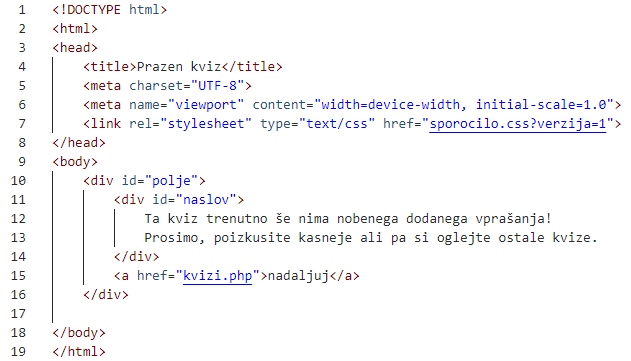 1 <!DOCTYPE html>
2 <html>
3 <head>
4 <title>Prazen kviz</title>
5 <meta charset="UTF-8">
6 <meta name="viewport" content="width=device-width, initial-scale=1.0">
7 <link rel="stylesheet" type="text/css" href="sporocilo.css?verzija=1">
8 </head>
9 <body>
10 <div id="polje">
11 <div id="naslov">
12 Ta kviz trenutno še nima nobenega dodanega vprašanja!
13 Prosimo, poizkusite kasneje ali pa si oglejte ostale kvize.
14 </div>
15 <a href="kvizi.php">nadaljuj</a>
16 </div>
17
18 </body>
19 </html>